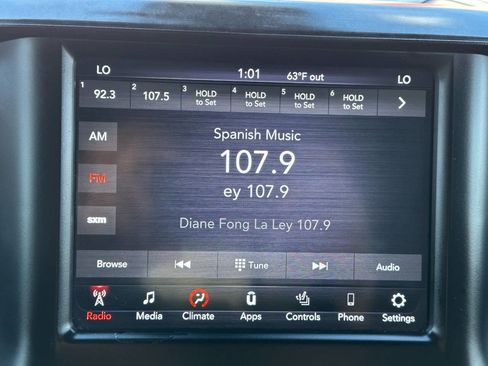 LO 1:01 63°F out LO
1 92.3 2 107.5 3 HOLD to Set 4 HOLD to Set 5 HOLD to Set 6 HOLD to Set
AM
Spanish Music
107.9
FM
ey 107.9
sxm
Diane Fong La Ley 107.9
Browse Tune Audio
Radio Media Climate Apps Controls Phone Settings